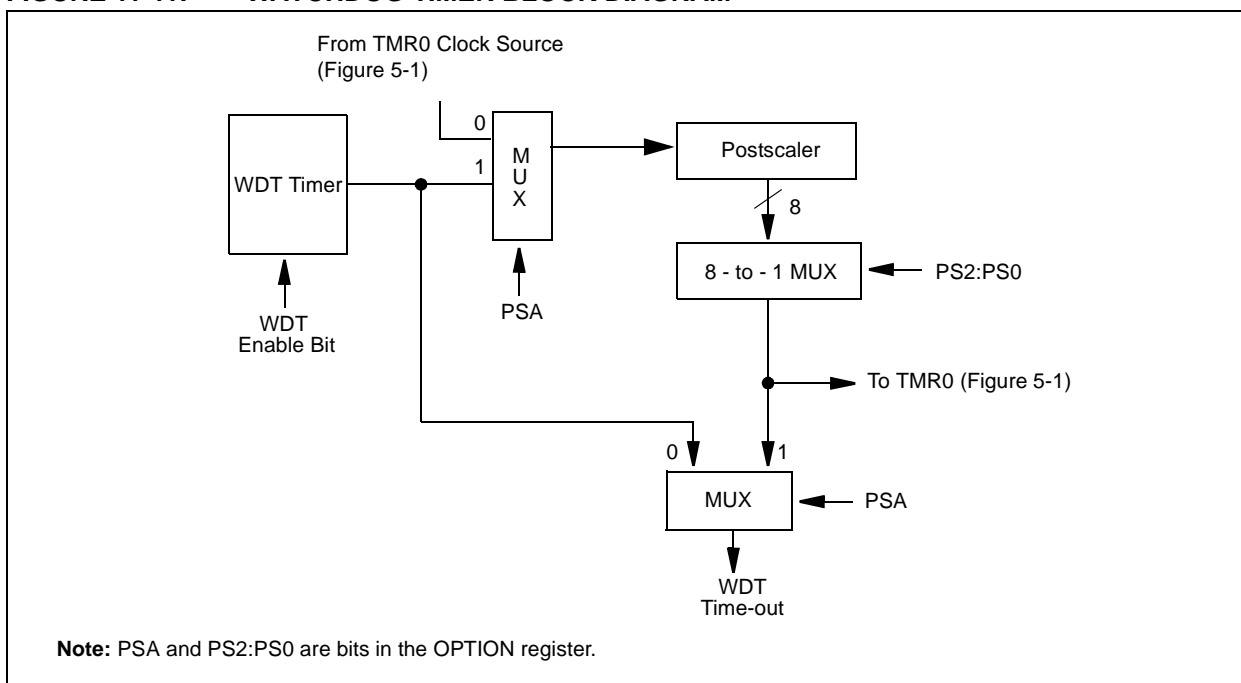 From TMR0 Clock Source
(Figure 5-1)
0
1
M
U
X
Postscaler
WDT Timer
8
8 - to - 1 MUX
PS2:PS0
PSA
WDT
Enable Bit
To TMR0 (Figure 5-1)
0
1
MUX
PSA
WDT
Time-out
Note: PSA and PS2:PS0 are bits in the OPTION register.